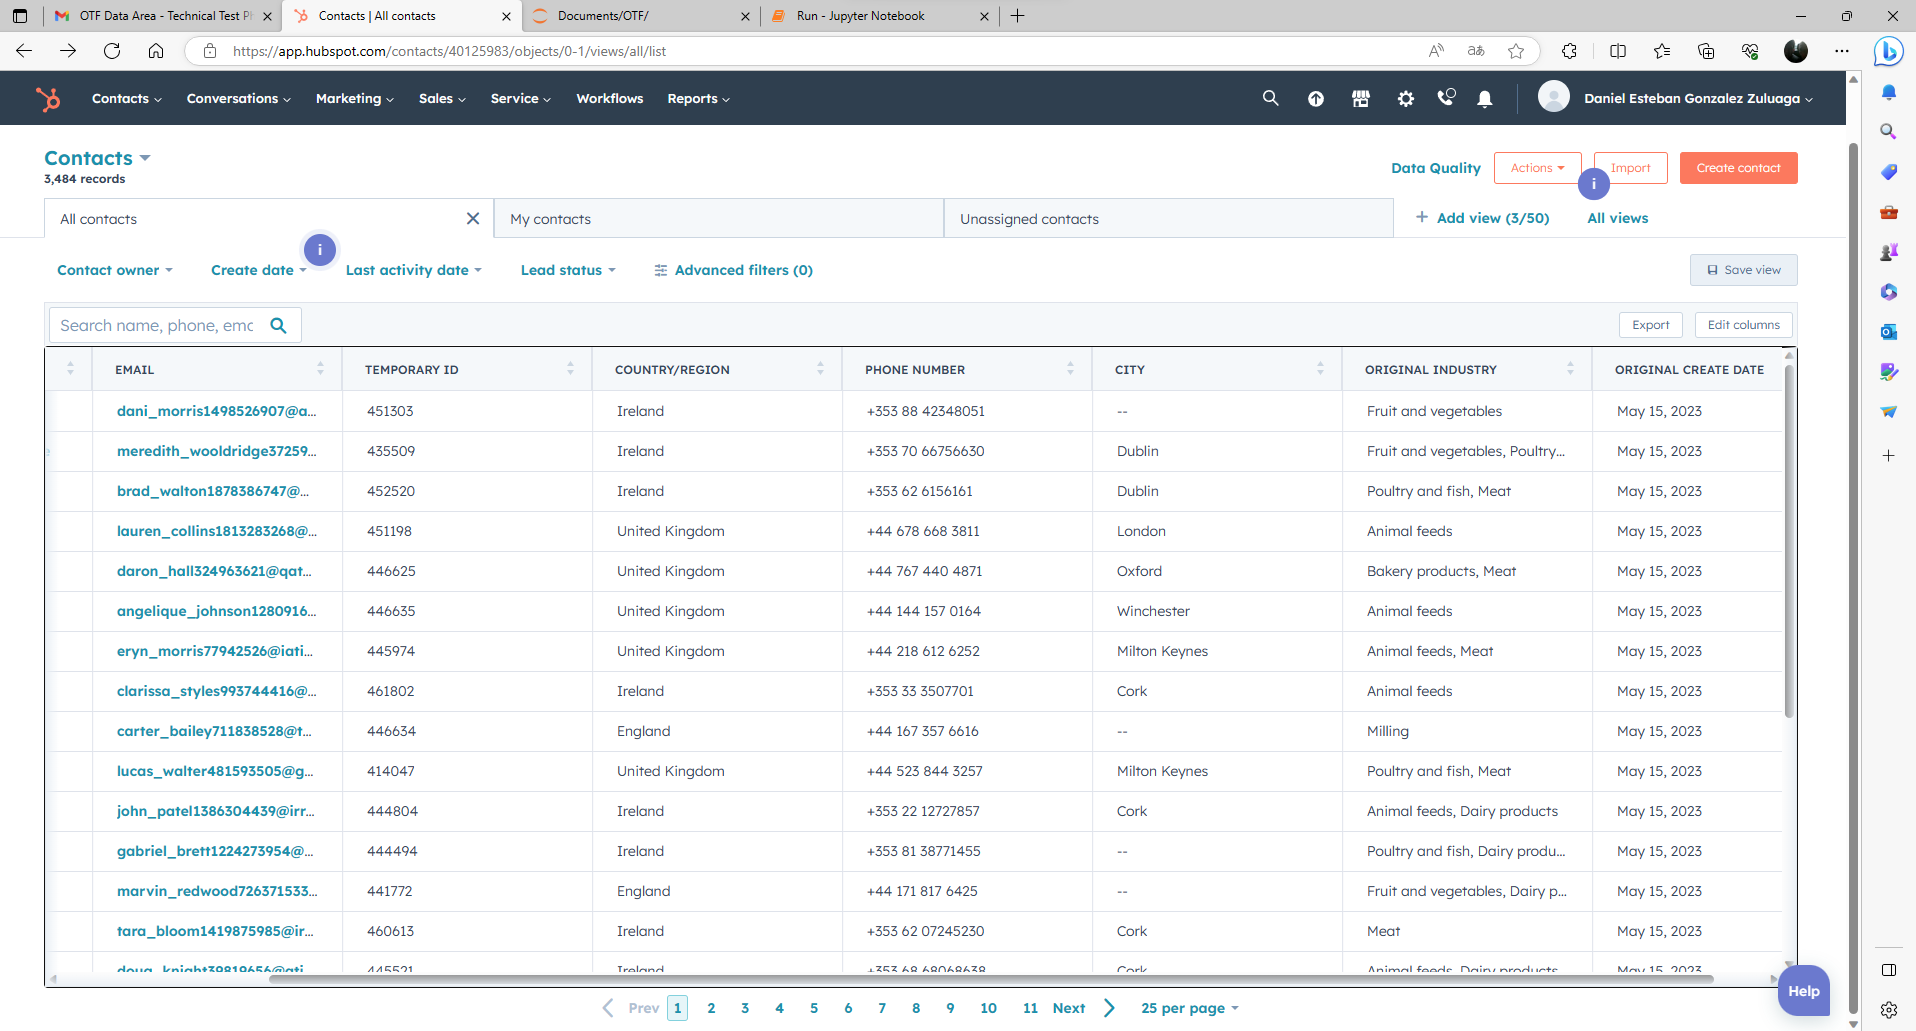 OTF Data Area - Technical Test P
Contacts | All contacts
Documents/OTF/
Run - Jupyter Notebook
https://app.hubspot.com/contacts/40125983/objects/0-1/views/all/list
Contacts
Conversations
Marketing
Sales
Service
Workflows
Reports
Daniel Esteban Gonzalez Zuluaga
Contacts
3,484 records
Data Quality
Actions
Import
Create contact
All contacts
My contacts
Unassigned contacts
+ Add view (3/50)
All views
Contact owner
Create date
Last activity date
Lead status
Advanced filters (0)
Save view
Search name, phone, emc
Export
Edit columns
EMAIL TEMPORARY ID COUNTRY/REGION PHONE NUMBER CITY ORIGINAL INDUSTRY ORIGINAL CREATE DATE
dani_morris1498526907@a... 451303 Ireland +353 88 42348051 -- Fruit and vegetables May 15, 2023
meredith_wooldridge37259... 435509 Ireland +353 70 66756630 Dublin Fruit and vegetables, Poultry... May 15, 2023
brad_walton1878386747@... 452520 Ireland +353 62 6156161 Dublin Poultry and fish, Meat May 15, 2023
lauren_collins1813283268@... 451198 United Kingdom +44 678 668 3811 London Animal feeds May 15, 2023
daron_hall324963621@qat... 446625 United Kingdom +44 767 440 4871 Oxford Bakery products, Meat May 15, 2023
angelique_johnson1280916... 446635 United Kingdom +44 144 157 0164 Winchester Animal feeds May 15, 2023
eryn_morris77942526@iati... 445974 United Kingdom +44 218 612 6252 Milton Keynes Animal feeds, Meat May 15, 2023
clarissa_styles993744416@... 461802 Ireland +353 33 3507701 Cork Animal feeds May 15, 2023
carter_bailey711838528@t... 446634 England +44 167 357 6616 -- Milling May 15, 2023
lucas_walter481593505@g... 414047 United Kingdom +44 523 844 3257 Milton Keynes Poultry and fish, Meat May 15, 2023
john_patel1386304439@irr... 444804 Ireland +353 22 12727857 Cork Animal feeds, Dairy products May 15, 2023
gabriel_brett1224273954@... 444494 Ireland +353 81 38771455 -- Poultry and fish, Dairy produ... May 15, 2023
marvin_redwood726371533... 441772 England +44 171 817 6425 -- Fruit and vegetables, Dairy p... May 15, 2023
tara_bloom1419875985@ir... 460613 Ireland +353 62 07245230 Cork Meat May 15, 2023
doug_knight39819656@ati... 445521 Ireland +353 68 68068638 Cork Animal feeds, Dairy products May 15, 2023
Prev 1 2 3 4 5 6 7 8 9 10 11 Next
25 per page
Help